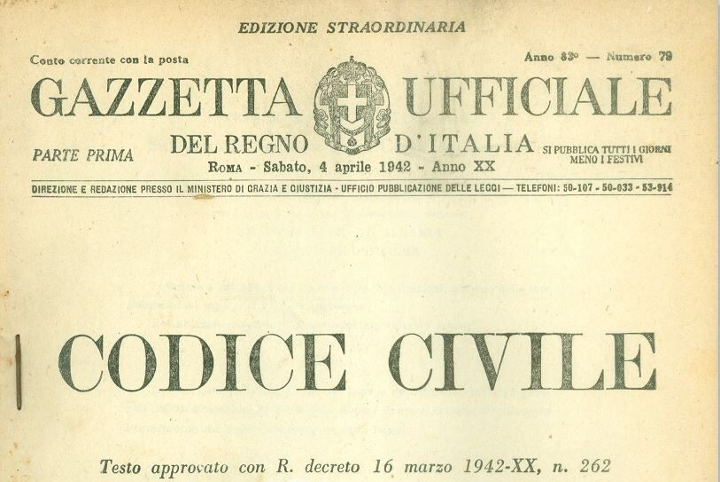 EDIZIONE STRAORDINARIA
Conto corrente con la posta
Anno 83° — Numero 79
GAZZETTA UFFICIALE
DEL REGNO D'ITALIA
PARTE PRIMA
SI PUBBLICA TUTTI I GIORNI
MENO I FESTIVI
ROMA - Sabato, 4 aprile 1942 - Anno XX
DIREZIONE E REDAZIONE PRESSO IL MINISTERO DI GRAZIA E GIUSTIZIA - UFFICIO PUBBLICAZIONE DELLE LEGGI — TELEFONI: 50-107 - 50-033 - 53-914
CODICE CIVILE
Testo approvato con R. decreto 16 marzo 1942-XX, n. 262